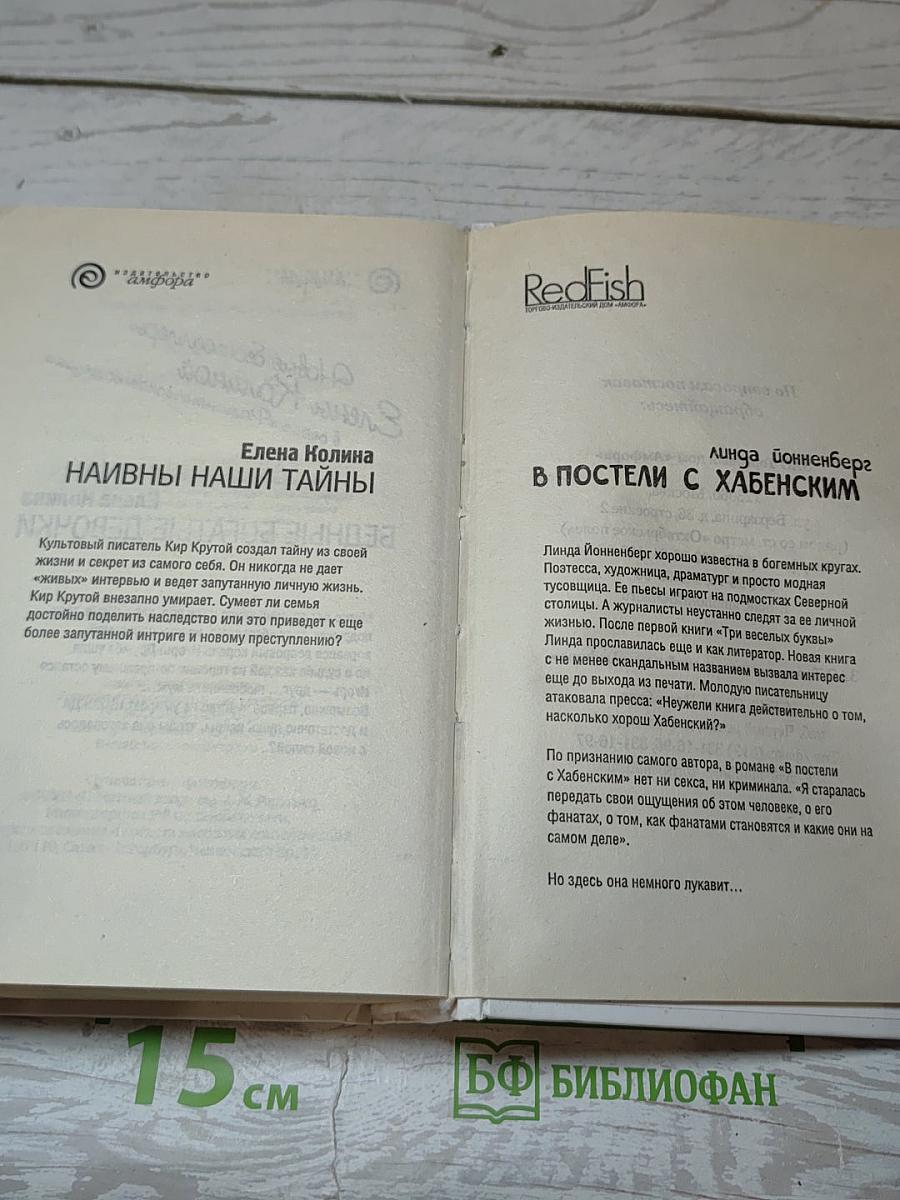 ИЗДАТЕЛЬСТВО
амфора
Елена Колина
НАИВНЫ НАШИ ТАЙНЫ
Культовый писатель Кир Крутой создал тайну из своей
жизни и секрет из самого себя. Он никогда не дает
«живых» интервью и ведет запутанную личную жизнь.
Кир Крутой внезапно умирает. Сумеет ли семья
достойно поделить наследство или это приведет к еще
более запутанной интриге и новому преступлению?
RedFish
ТОРГОВО-ИЗДАТЕЛЬСКИЙ ДОМ «АМФОРА»
линда йонненберг
В ПОСТЕЛИ С ХАБЕНСКИМ
Линда Йонненберг хорошо известна в богемных кругах.
Поэтесса, художница, драматург и просто модная
тусовщица. Ее пьесы играют на подмостках Северной
столицы. А журналисты неустанно следят за ее личной
жизнью. После первой книги «Три веселых буквы»
Линда прославилась еще и как литератор. Новая книга
с не менее скандальным названием вызвала интерес
еще до выхода из печати. Молодую писательницу
атаковала пресса: «Неужели книга действительно о том,
насколько хорош Хабенский?»
По признанию самого автора, в романе «В постели
с Хабенским» нет ни секса, ни криминала. «Я старалась
передать свои ощущения об этом человеке, о его
фанатах, о том, как фанатами становятся и какие они на
самом деле».
Но здесь она немного лукавит...
15 см
БФ БИБЛИОФАН